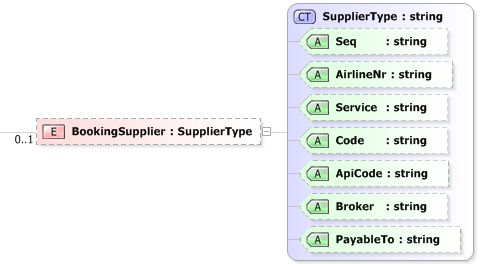 CT SupplierType : string
A Seq : string
A AirlineNr : string
A Service : string
E BookingSupplier : SupplierType
0..1
A Code : string
A ApiCode : string
A Broker : string
A PayableTo : string